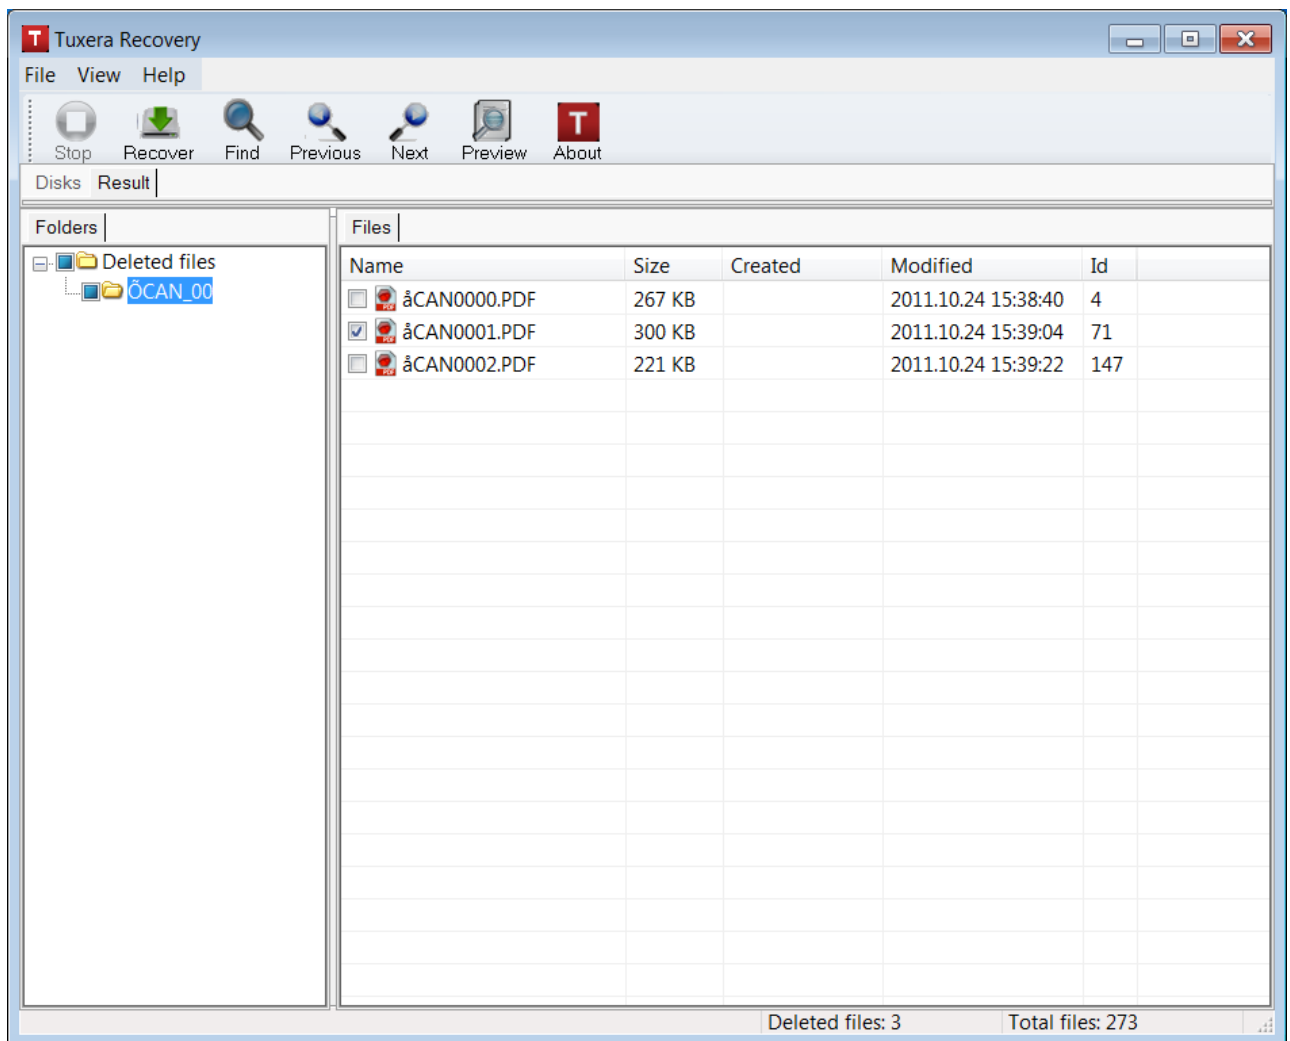 T Tuxera Recovery
File View Help
T
Stop Recover Find Previous Next Preview About
Disks Result
Folders Files
Deleted files
ÕCAN_00
Name Size Created Modified Id
PDF åCAN0000.PDF 267 KB 2011.10.24 15:38:40 4
PDF åCAN0001.PDF 300 KB 2011.10.24 15:39:04 71
PDF åCAN0002.PDF 221 KB 2011.10.24 15:39:22 147
Deleted files: 3 Total files: 273